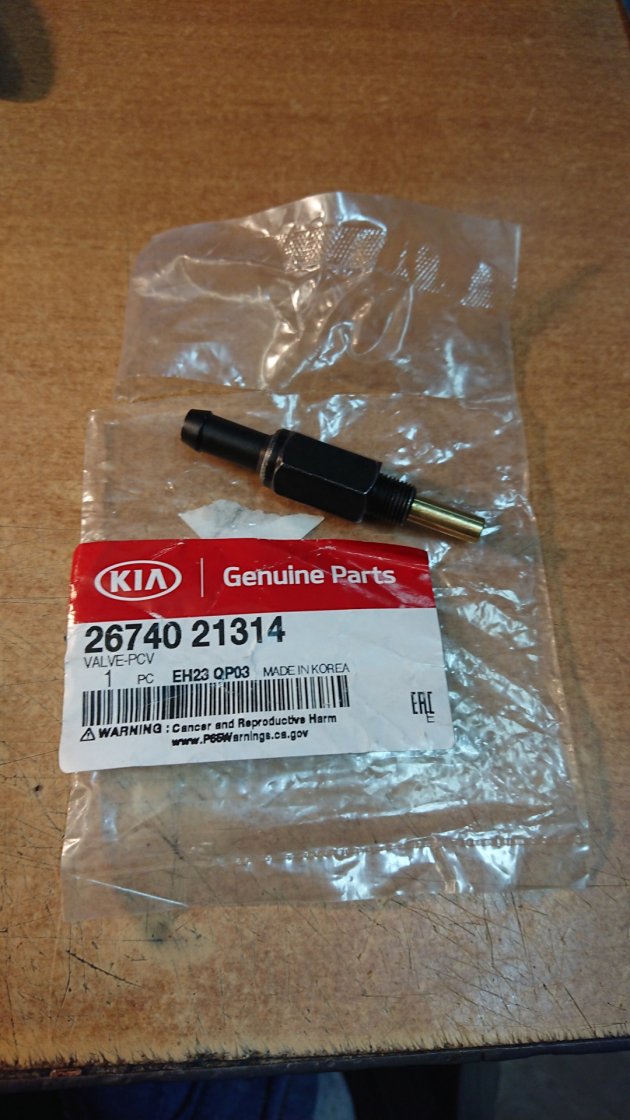 KIA Genuine Parts
26740 21314
VALVE-PCV
1 PC EH23 QP03 MADE IN KOREA
EAC
E
WARNING : Cancer and Reproductive Harm
www.P65Warnings.ca.gov